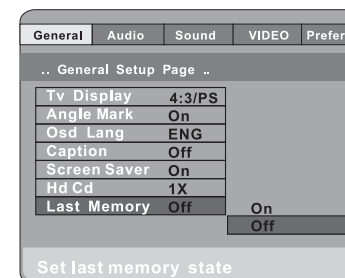 General Audio Sound VIDEO Prefer
.. General Setup Page ..
Tv Display 4:3/PS
Angle Mark On
Osd Lang ENG
Caption Off
Screen Saver On
Hd Cd 1X
Last Memory Off On
Off
Set last memory state